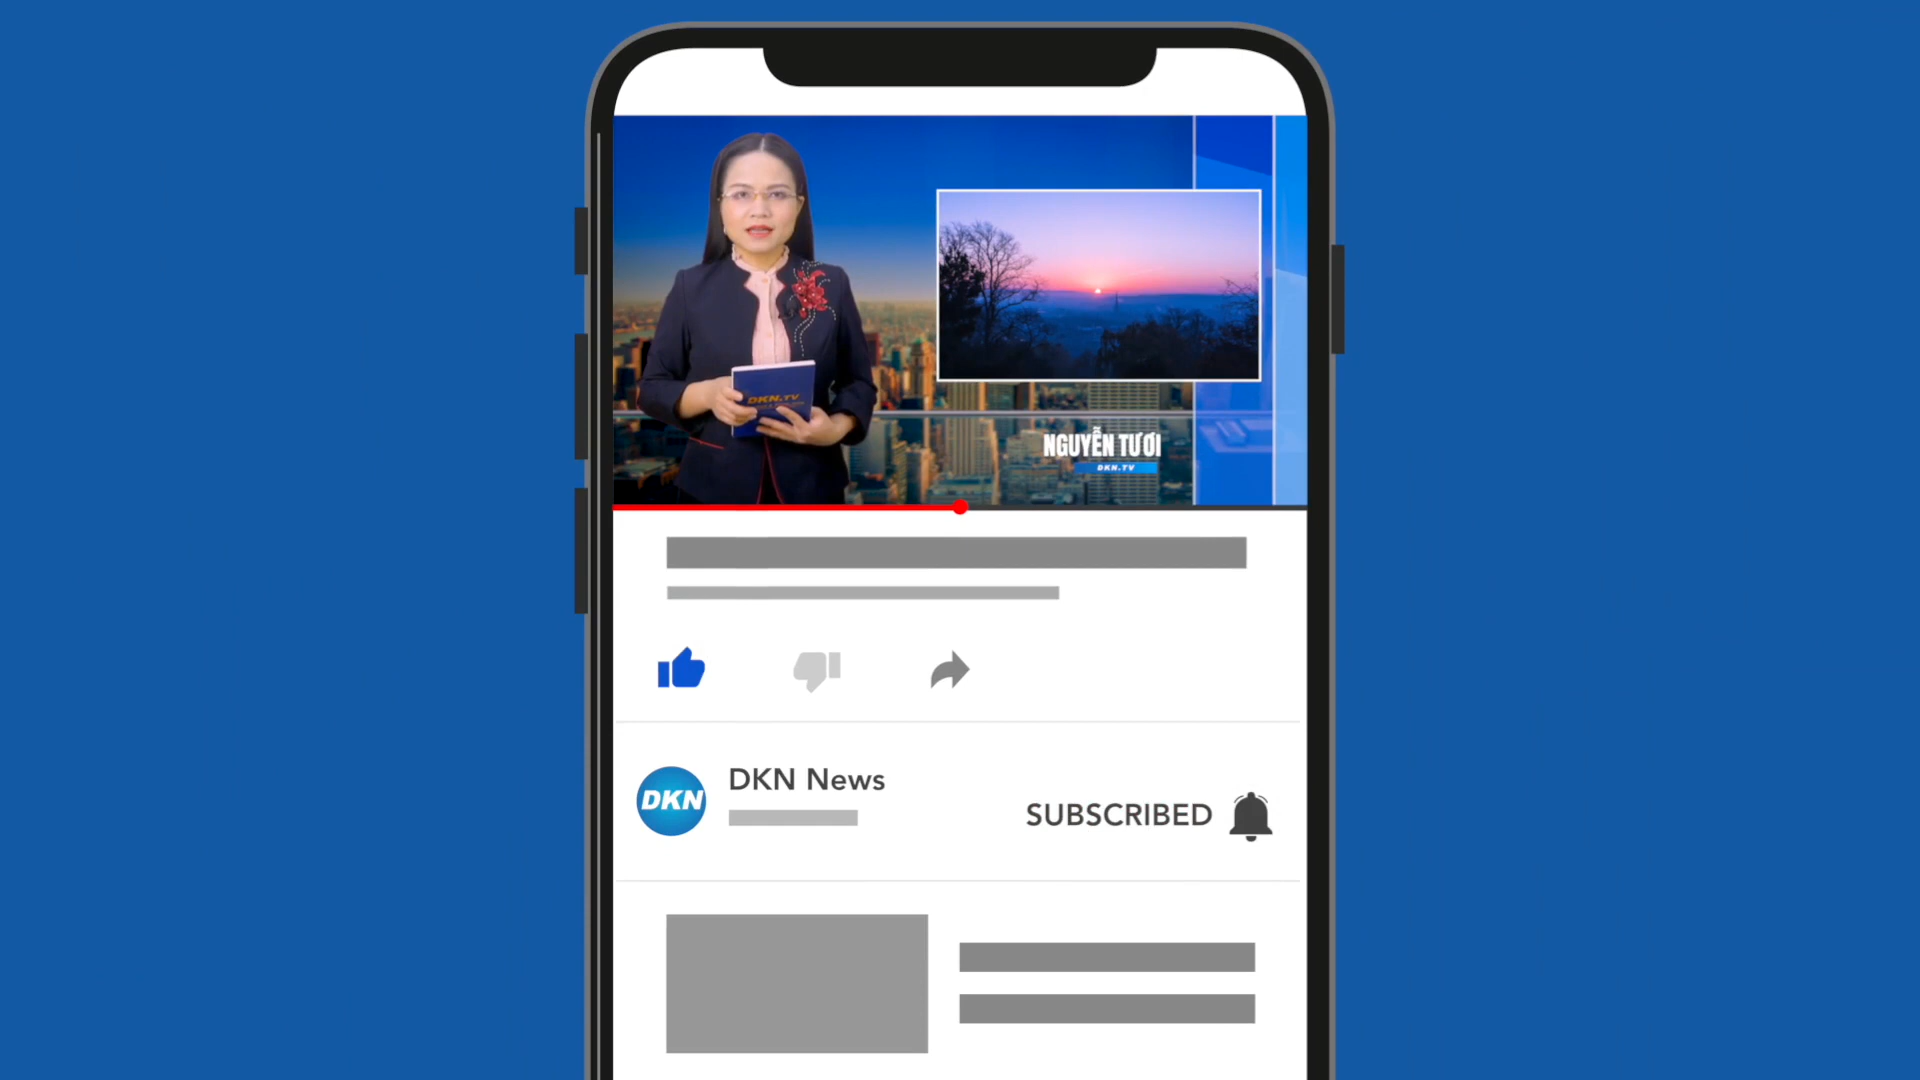 DKN.TV
NGUYỄN TƯƠI
DKN.TV
DKN
DKN News
SUBSCRIBED